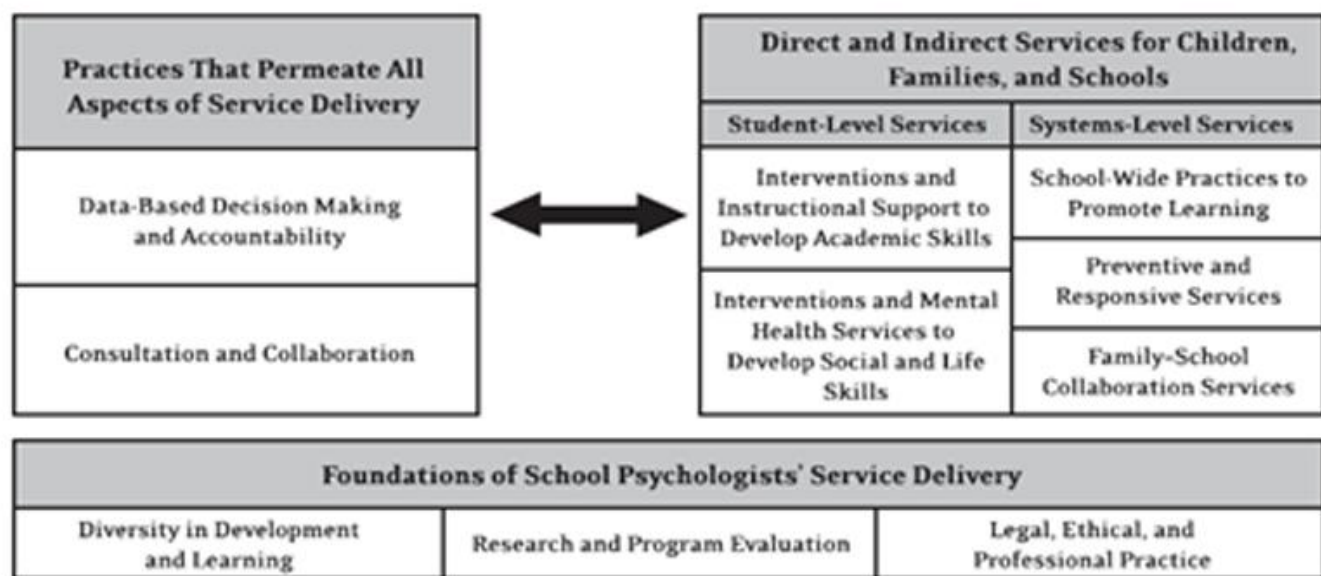 Practices That Permeate All
Aspects of Service Delivery
Data-Based Decision Making
and Accountability
Consultation and Collaboration
Direct and Indirect Services for Children,
Families, and Schools
Student-Level Services
Interventions and
Instructional Support to
Develop Academic Skills
Interventions and Mental
Health Services to
Develop Social and Life
Skills
Systems-Level Services
School-Wide Practices to
Promote Learning
Preventive and
Responsive Services
Family-School
Collaboration Services
Foundations of School Psychologists' Service Delivery
Diversity in Development
and Learning
Research and Program Evaluation
Legal, Ethical, and
Professional Practice